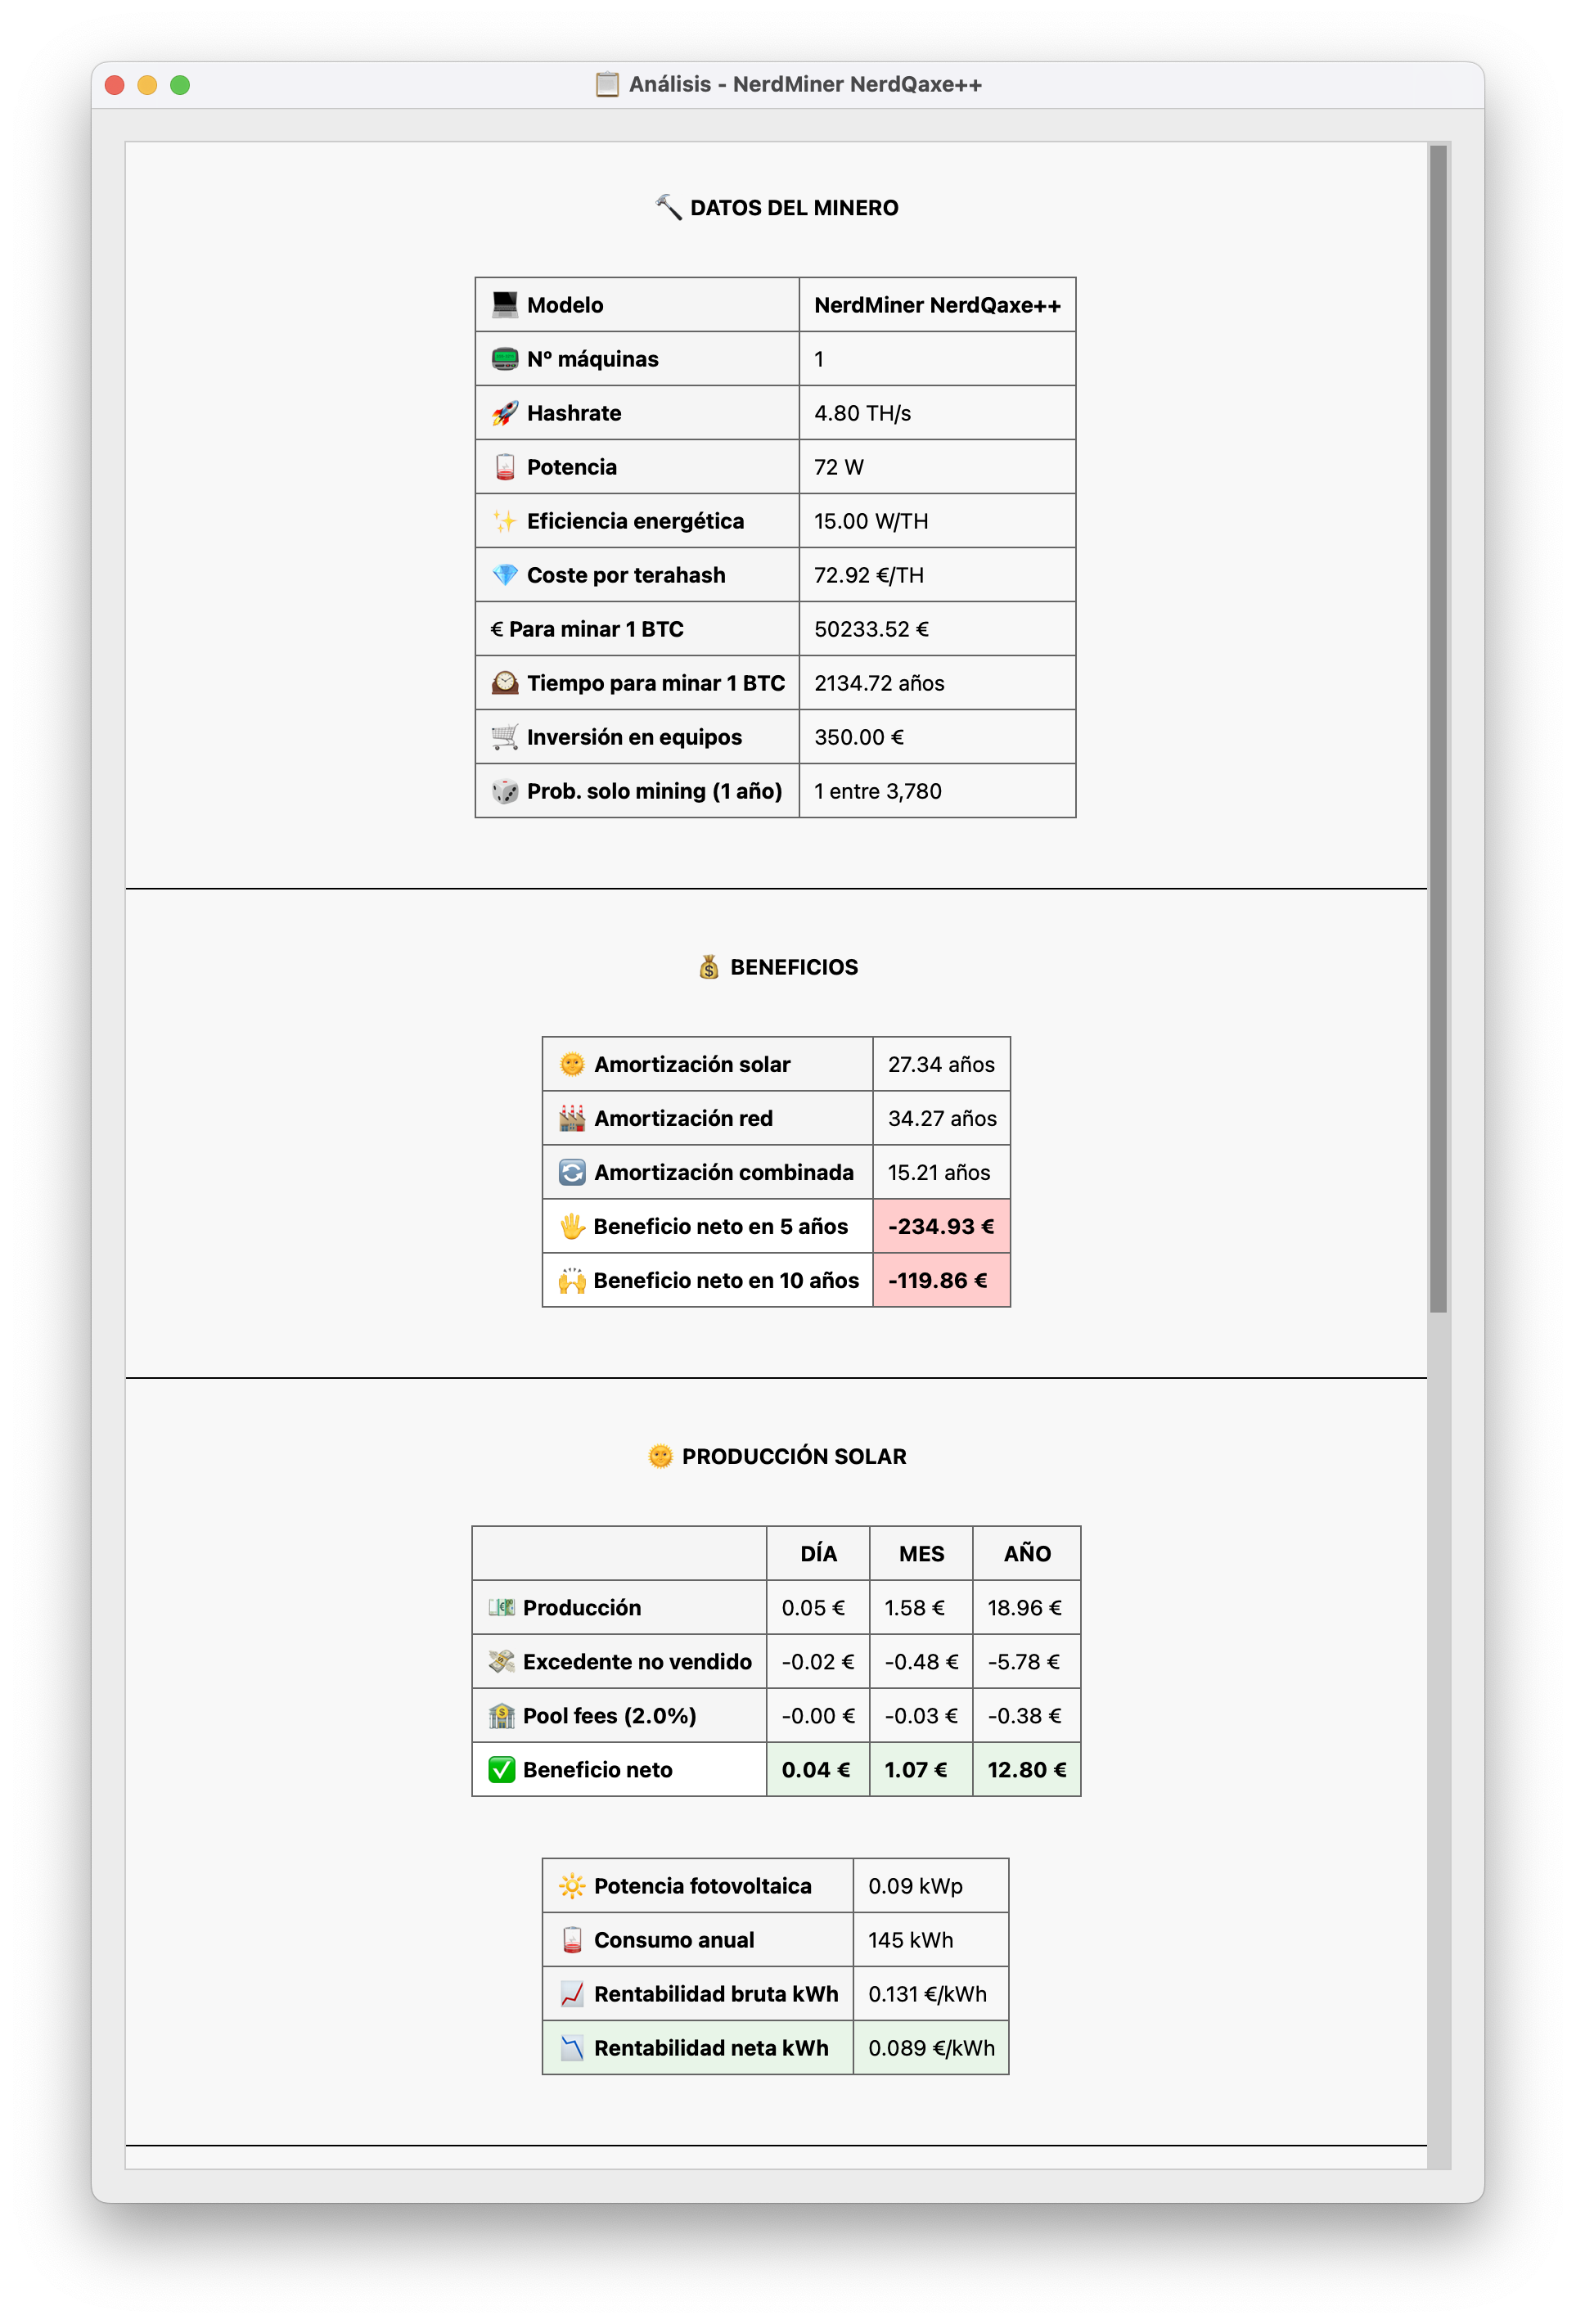 Análisis - NerdMiner NerdQaxe++
DATOS DEL MINERO
Modelo NerdMiner NerdQaxe++
Nº máquinas 1
Hashrate 4.80 TH/s
Potencia 72 W
Eficiencia energética 15.00 W/TH
Coste por terahash 72.92 €/TH
€ Para minar 1 BTC 50233.52 €
Tiempo para minar 1 BTC 2134.72 años
Inversión en equipos 350.00 €
Prob. solo mining (1 año) 1 entre 3,780
BENEFICIOS
Amortización solar 27.34 años
Amortización red 34.27 años
Amortización combinada 15.21 años
Beneficio neto en 5 años -234.93 €
Beneficio neto en 10 años -119.86 €
PRODUCCIÓN SOLAR
DÍA MES AÑO
Producción 0.05 € 1.58 € 18.96 €
Excedente no vendido -0.02 € -0.48 € -5.78 €
Pool fees (2.0%) -0.00 € -0.03 € -0.38 €
Beneficio neto 0.04 € 1.07 € 12.80 €
Potencia fotovoltaica 0.09 kWp
Consumo anual 145 kWh
Rentabilidad bruta kWh 0.131 €/kWh
Rentabilidad neta kWh 0.089 €/kWh